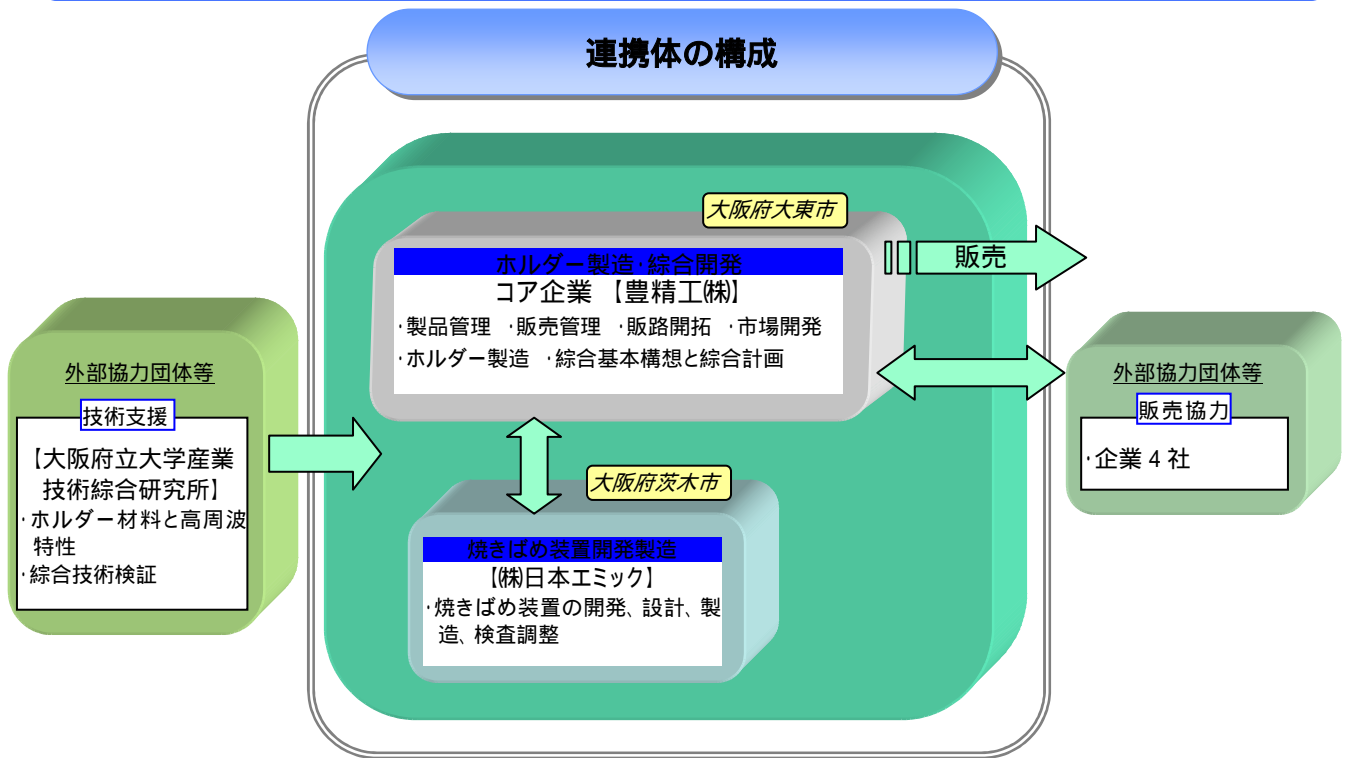 連携体の構成
大阪府大東市
ホルダー製造・綜合開発
コア企業 【豊精工㈱】
・製品管理 ・販売管理 ・販路開拓 ・市場開発
・ホルダー製造 ・綜合基本構想と綜合計画
販売
外部協力団体等
技術支援
【大阪府立大学産業
技術綜合研究所】
・ホルダー材料と高周波
特性
・綜合技術検証
大阪府茨木市
焼きばめ装置開発製造
【㈱日本エミック】
・焼きばめ装置の開発、設計、製
造、検査調整
外部協力団体等
販売協力
・企業4社